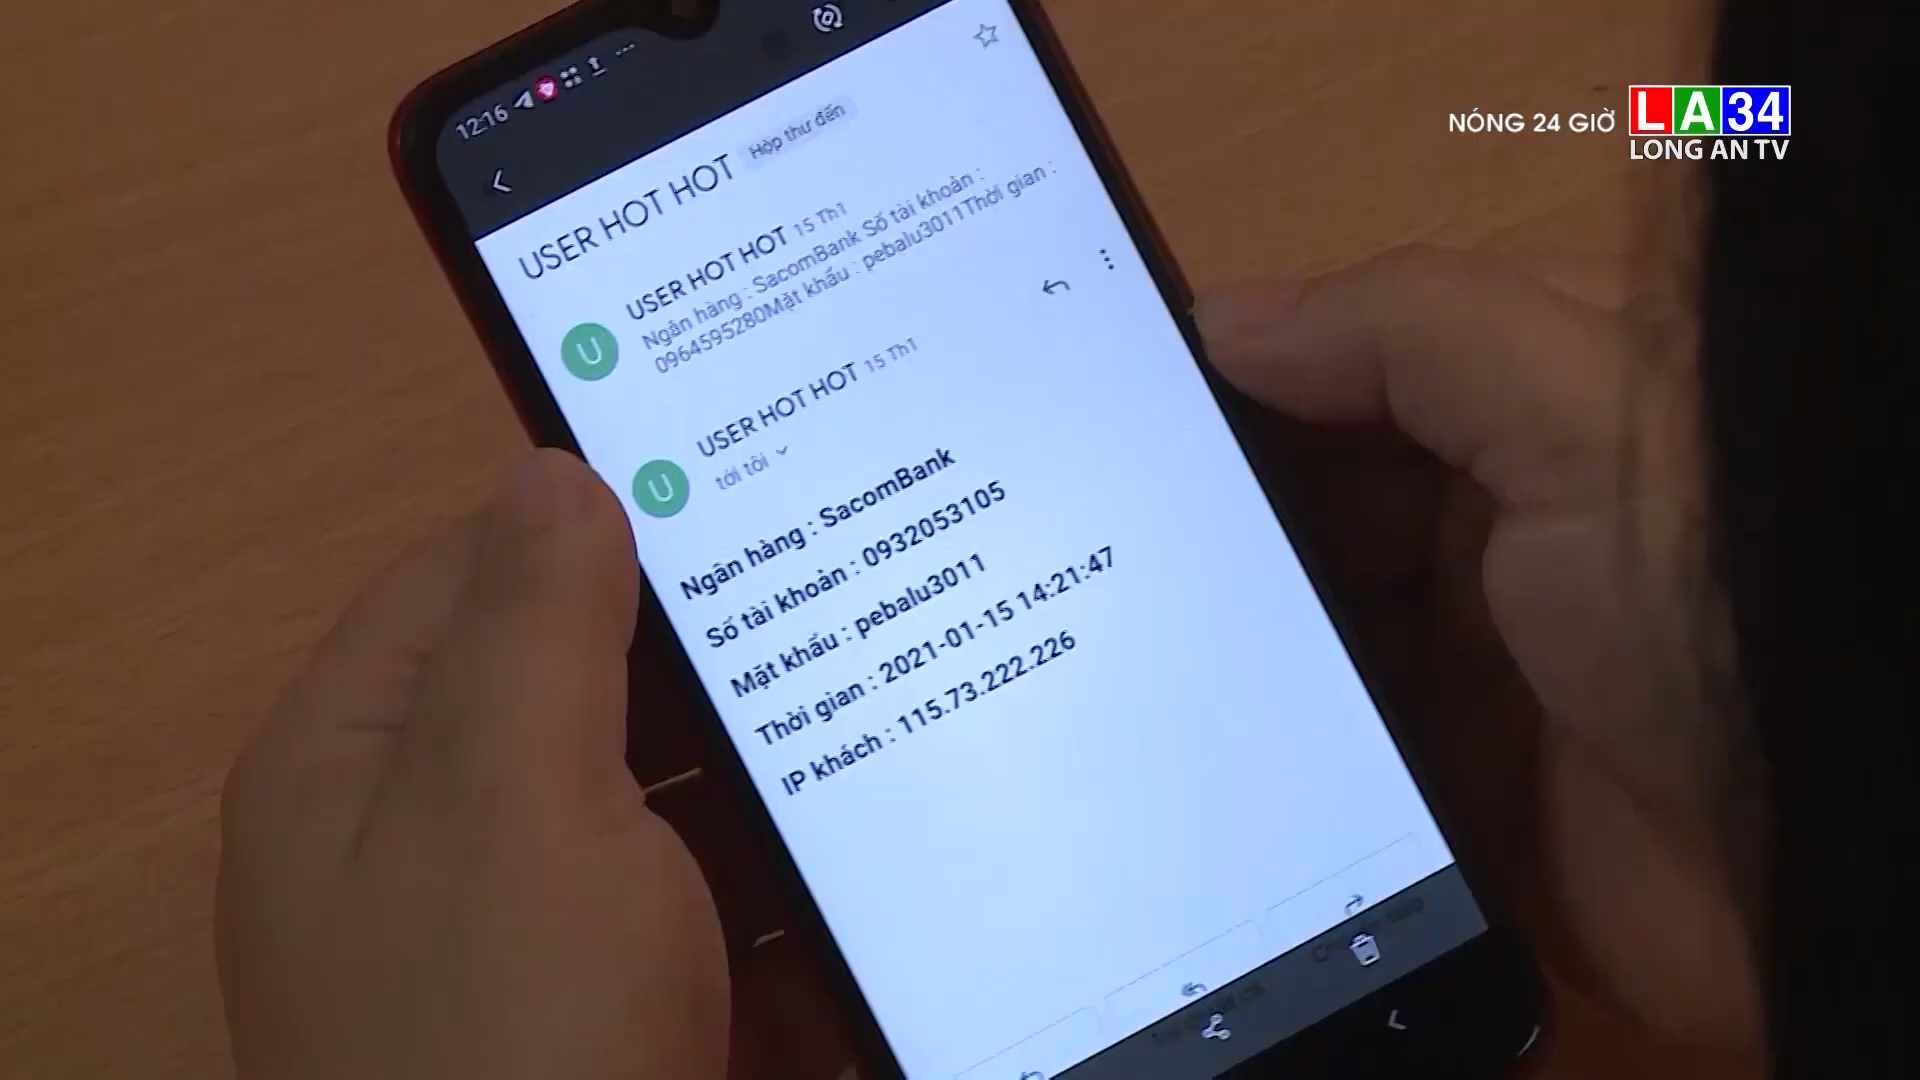 NÓNG 24 GIỜ LA34
LONG AN TV
12:16
USER HOT HOT Hộp thư đến
USER HOT HOT 15 Th1
Ngân hàng : SacomBank Số tài khoản :
0964595280Mật khẩu : pebalu3011Thời gian :
USER HOT HOT 15 Th1
tới tôi
Ngân hàng : SacomBank
Số tài khoản : 0932053105
Mật khẩu : pebalu3011
Thời gian : 2021-01-15 14:21:47
IP khách : 115.73.222.226